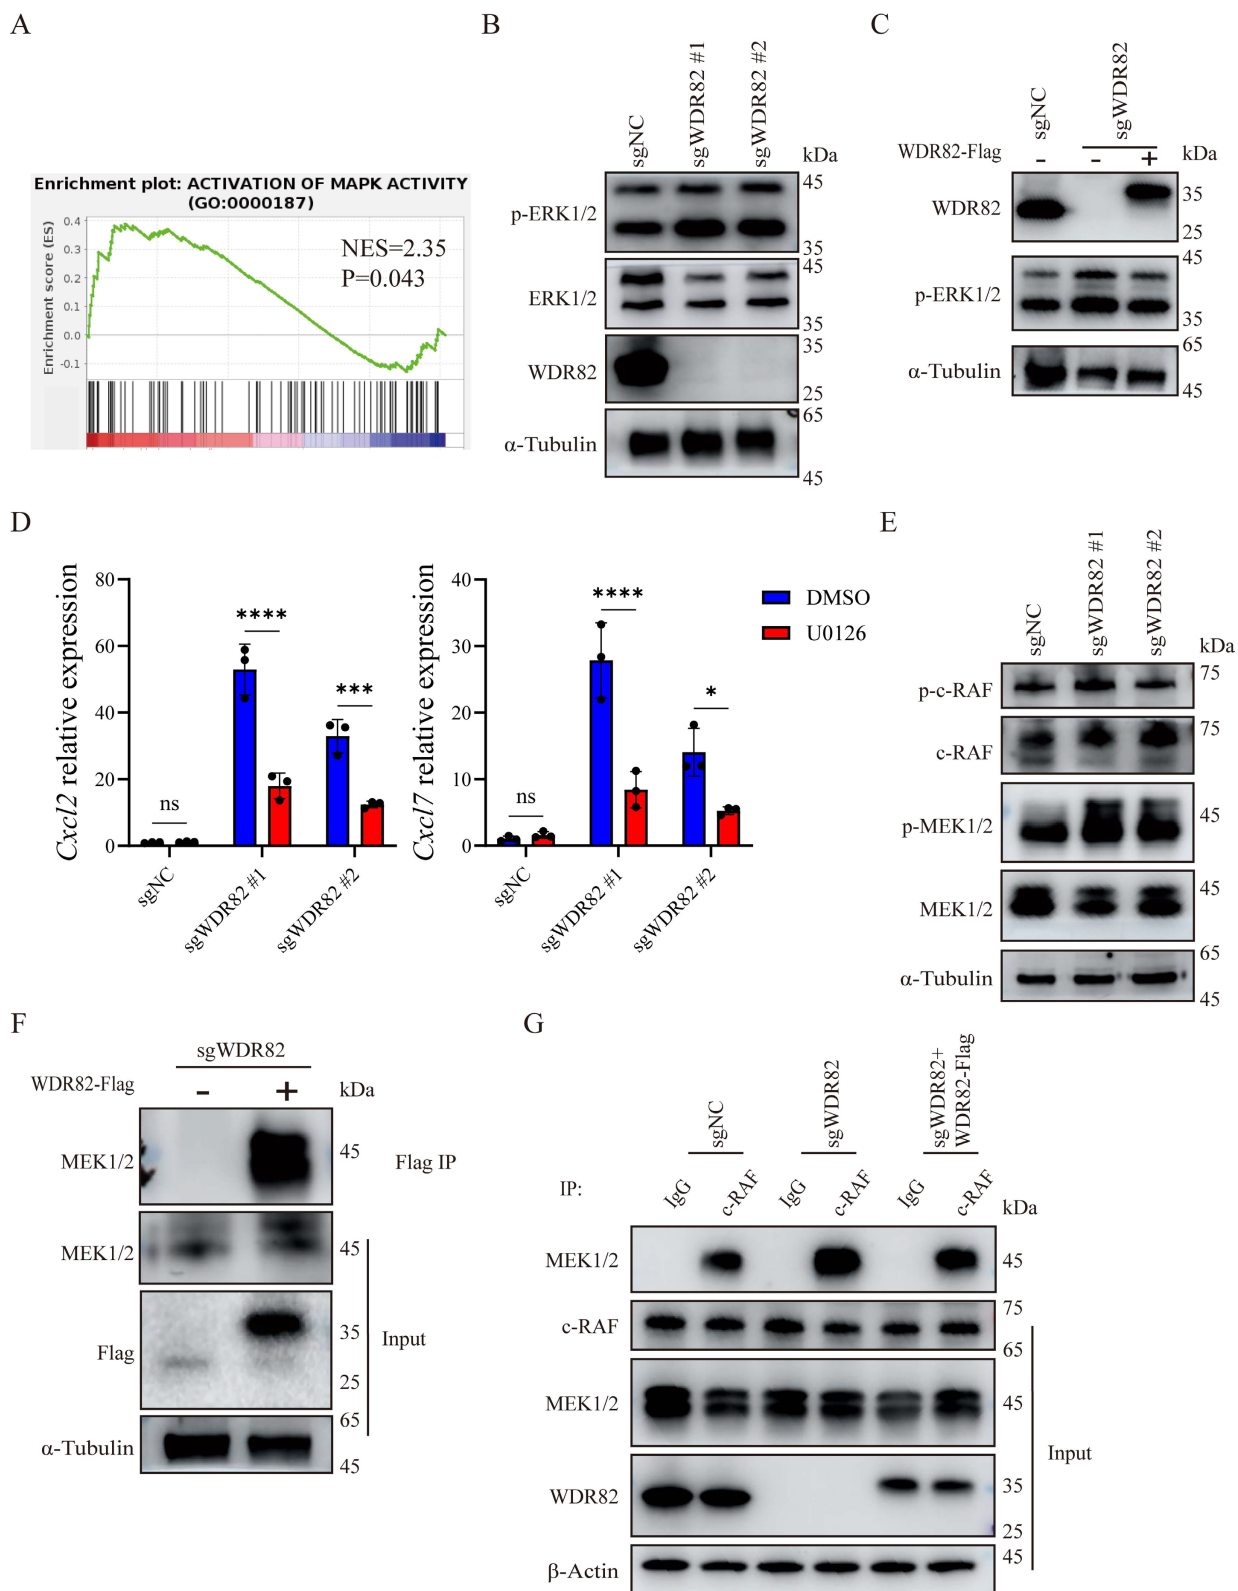 A
Enrichment plot: ACTIVATION OF MAPK ACTIVITY
(GO:0000187)
Enrichment score (ES)
0.4
0.3
0.2
0.1
0.0
-0.1
NES=2.35
P=0.043
B
sgNC
sgWDR82 #1
sgWDR82 #2
kDa
p-ERK1/2
45
35
ERK1/2
45
35
WDR82
35
25
α-Tubulin
65
45
C
sgNC
sgWDR82
WDR82-Flag
- - +
kDa
WDR82
35
25
p-ERK1/2
45
35
α-Tubulin
65
45
D
Cxcl2 relative expression
80
60
40
20
0
ns
****
***
sgNC
sgWDR82 #1
sgWDR82 #2
Cxcl7 relative expression
40
30
20
10
0
ns
****
*
sgNC
sgWDR82 #1
sgWDR82 #2
DMSO
U0126
E
sgNC
sgWDR82 #1
sgWDR82 #2
kDa
p-c-RAF
75
c-RAF
75
p-MEK1/2
45
MEK1/2
45
α-Tubulin
65
45
F
sgWDR82
WDR82-Flag
- +
kDa
MEK1/2
45
Flag IP
MEK1/2
45
Flag
35
25
Input
α-Tubulin
65
45
G
sgNC
sgWDR82
sgWDR82+
WDR82-Flag
IP:
IgG
c-RAF
IgG
c-RAF
IgG
c-RAF
kDa
MEK1/2
45
c-RAF
75
65
MEK1/2
45
Input
WDR82
35
25
β-Actin
45